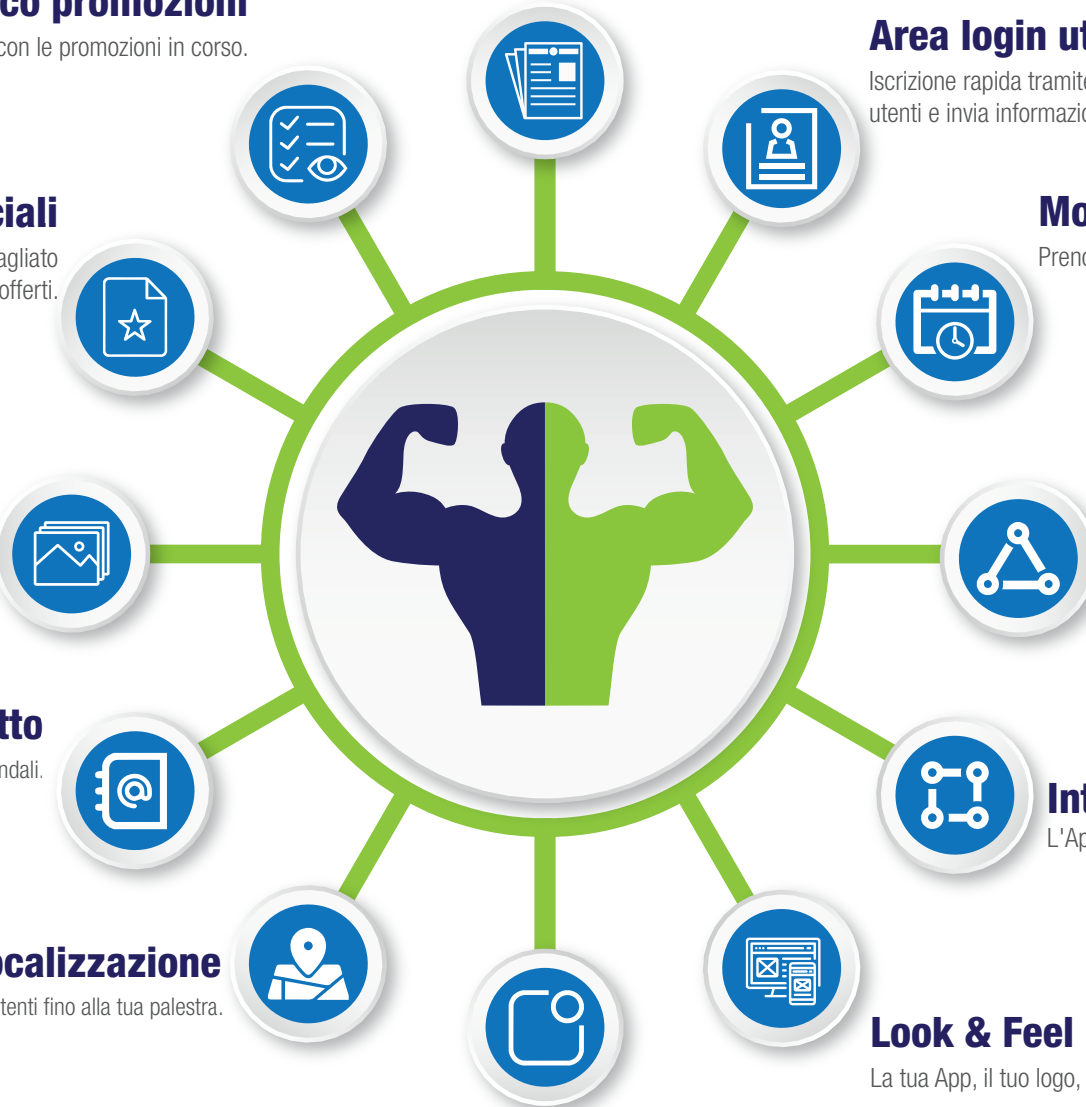 co promozioni
con le promozioni in corso.
Area login ut
Iscrizione rapida tramite
utenti e invia informazio
ciali
agliato
offerti.
Mo
Prenc
tto
ndali.
Int
L'Ap
ocalizzazione
tenti fino alla tua palestra.
Look & Feel
La tua App, il tuo logo,